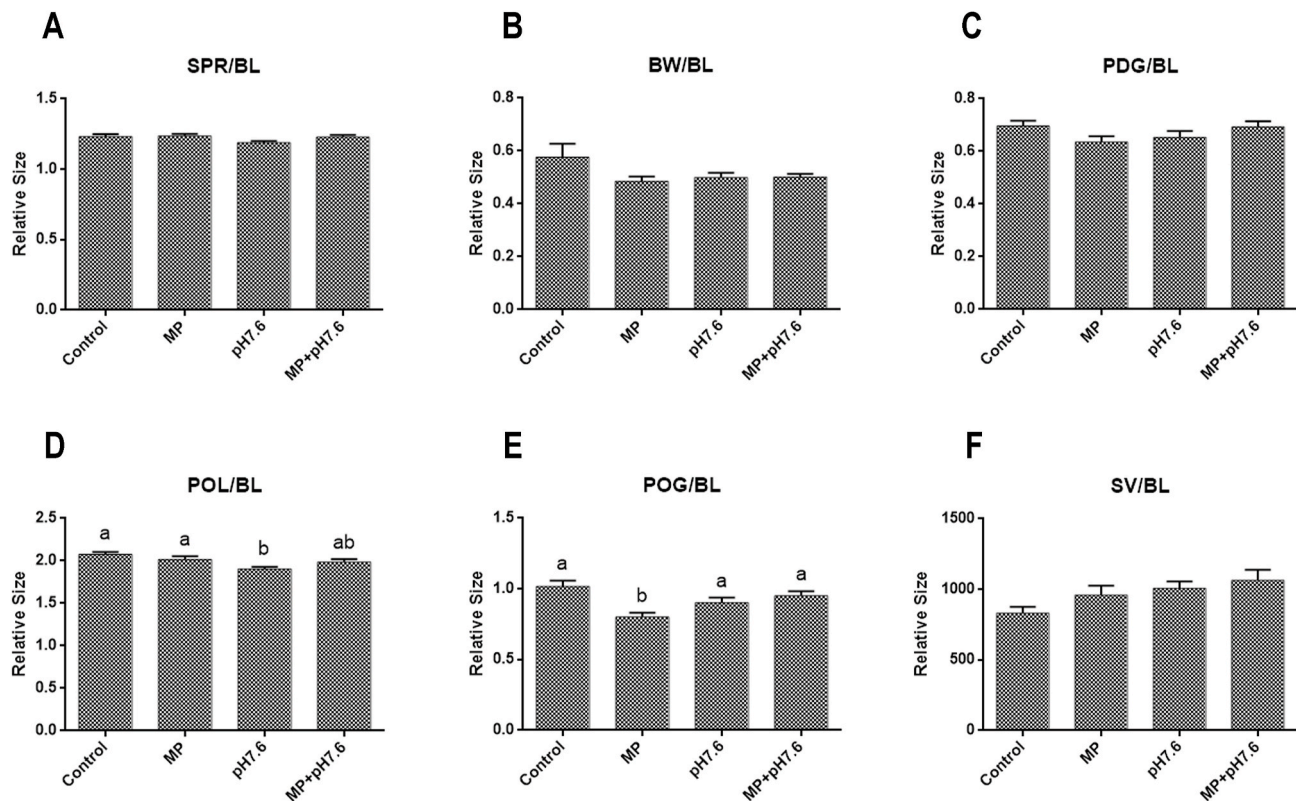 A
SPR/BL
Relative Size
1.5
1.0
0.5
0.0
Control
MP
pH7.6
MP+pH7.6
B
BW/BL
Relative Size
0.8
0.6
0.4
0.2
0.0
Control
MP
pH7.6
MP+pH7.6
C
PDG/BL
Relative Size
0.8
0.6
0.4
0.2
0.0
Control
MP
pH7.6
MP+pH7.6
D
POL/BL
Relative Size
2.5
2.0
1.5
1.0
0.5
0.0
a
a
b
ab
Control
MP
pH7.6
MP+pH7.6
E
POG/BL
Relative Size
1.5
1.0
0.5
0.0
a
b
a
a
Control
MP
pH7.6
MP+pH7.6
F
SV/BL
Relative Size
1500
1000
500
0
Control
MP
pH7.6
MP+pH7.6